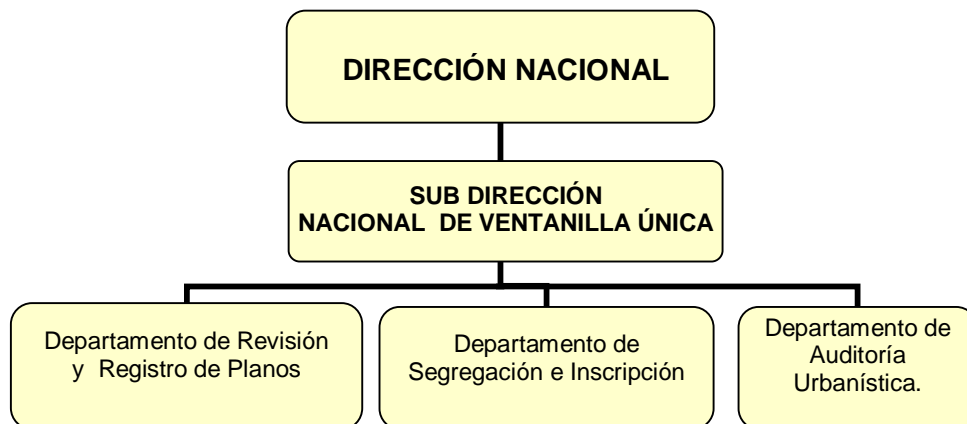 DIRECCIÓN NACIONAL
SUB DIRECCIÓN
NACIONAL DE VENTANILLA ÚNICA
Departamento de Revisión
y Registro de Planos
Departamento de
Segregación e Inscripción
Departamento de
Auditoría
Urbanística.